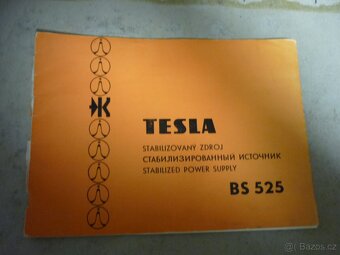 TESLA
STABILIZOVANÝ ZDROJ
СТАБИЛИЗИРОВАННЫЙ ИСТОЧНИК
STABILIZED POWER SUPPLY
BS 525
© Bazos.cz